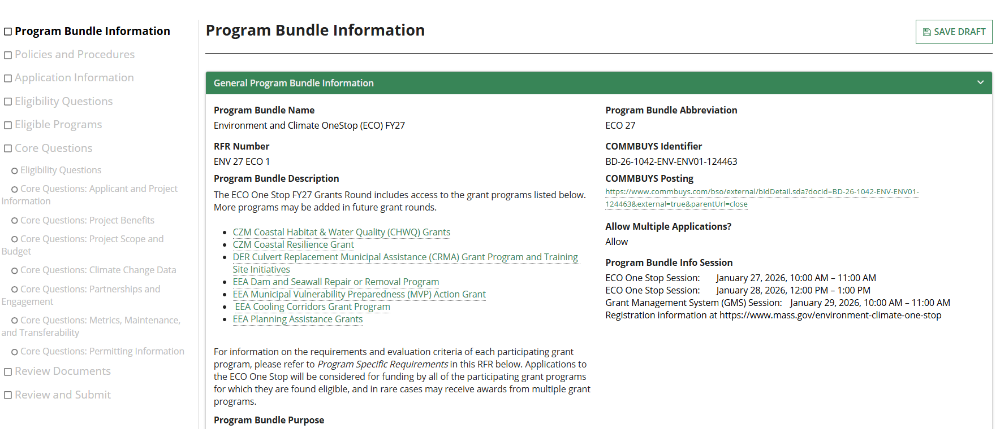 Program Bundle Information
Policies and Procedures
Application Information
Eligibility Questions
Eligible Programs
Core Questions
Eligibility Questions
Core Questions: Applicant and Project
Information
Core Questions: Project Benefits
Core Questions: Project Scope and
Budget
Core Questions: Climate Change Data
Core Questions: Partnerships and
Engagement
Core Questions: Metrics, Maintenance,
and Transferability
Core Questions: Permitting Information
Review Documents
Review and Submit
Program Bundle Information
SAVE DRAFT
General Program Bundle Information
Program Bundle Name
Environment and Climate OneStop (ECO) FY27
RFR Number
ENV 27 ECO 1
Program Bundle Description
The ECO One Stop FY27 Grants Round includes access to the grant programs listed below.
More programs may be added in future grant rounds.
CZM Coastal Habitat & Water Quality (CHWQ) Grants
CZM Coastal Resilience Grant
DER Culvert Replacement Municipal Assistance (CRMA) Grant Program and Training
Site Initiatives
EEA Dam and Seawall Repair or Removal Program
EEA Municipal Vulnerability Preparedness (MVP) Action Grant
EEA Cooling Corridors Grant Program
EEA Planning Assistance Grants
For information on the requirements and evaluation criteria of each participating grant
program, please refer to Program Specific Requirements in this RFR below. Applications to
the ECO One Stop will be considered for funding by all of the participating grant programs
for which they are found eligible, and in rare cases may receive awards from multiple grant
programs.
Program Bundle Purpose
Program Bundle Abbreviation
ECO 27
COMMBUYS Identifier
BD-26-1042-ENV-ENV01-124463
COMMBUYS Posting
https://www.commbuys.com/bso/external/bidDetail.sda?docId=BD-26-1042-ENV-ENV01-
124463&external=true&parentUrl=close
Allow Multiple Applications?
Allow
Program Bundle Info Session
ECO One Stop Session: January 27, 2026, 10:00 AM – 11:00 AM
ECO One Stop Session: January 28, 2026, 12:00 PM – 1:00 PM
Grant Management System (GMS) Session: January 29, 2026, 10:00 AM – 11:00 AM
Registration information at https://www.mass.gov/environment-climate-one-stop